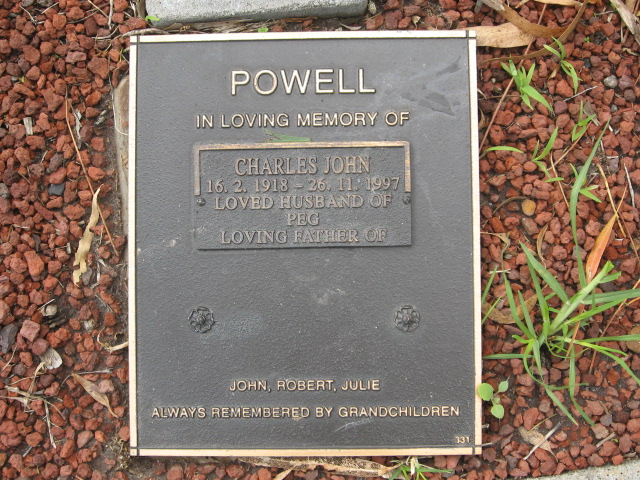 POWELL
IN LOVING MEMORY OF
CHARLES JOHN
16. 2. 1918 - 26. 11. 1997
LOVED HUSBAND OF
PEG
LOVING FATHER OF
JOHN, ROBERT, JULIE
ALWAYS REMEMBERED BY GRANDCHILDREN
331